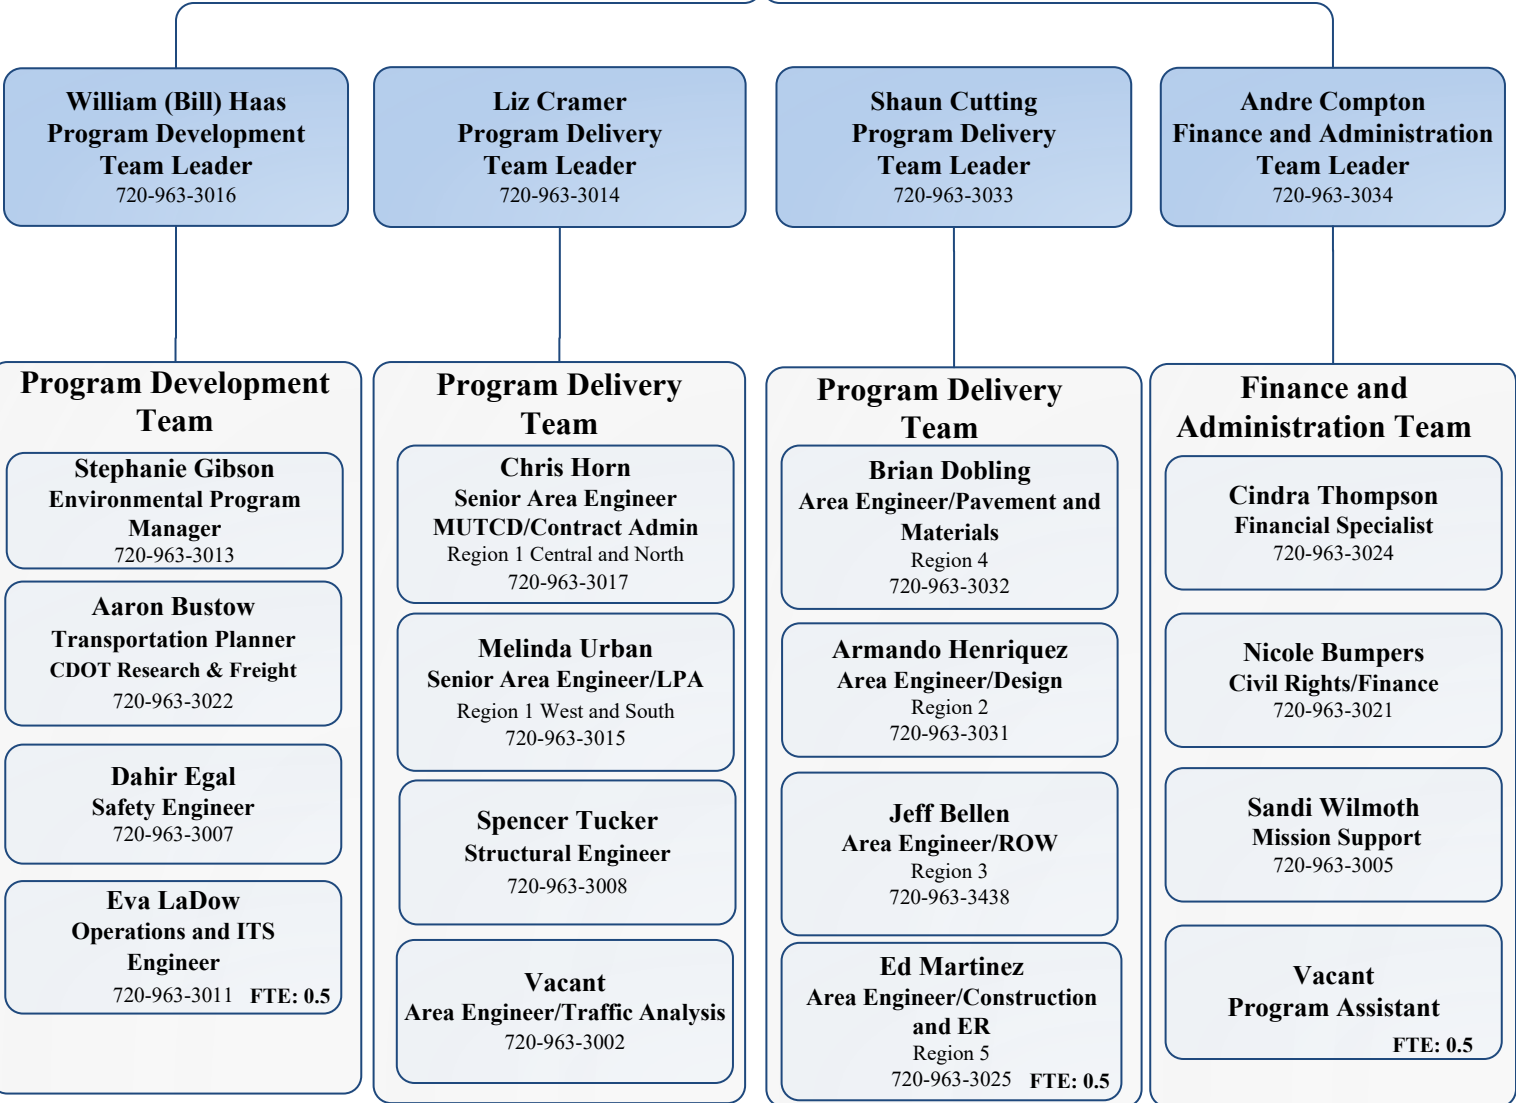 William (Bill) Haas
Program Development
Team Leader
720-963-3016
Liz Cramer
Program Delivery
Team Leader
720-963-3014
Shaun Cutting
Program Delivery
Team Leader
720-963-3033
Andre Compton
Finance and Administration
Team Leader
720-963-3034
Program Development
Team
Stephanie Gibson
Environmental Program
Manager
720-963-3013
Aaron Bustow
Transportation Planner
CDOT Research & Freight
720-963-3022
Dahir Egal
Safety Engineer
720-963-3007
Eva LaDow
Operations and ITS
Engineer
720-963-3011 FTE: 0.5
Program Delivery
Team
Chris Horn
Senior Area Engineer
MUTCD/Contract Admin
Region 1 Central and North
720-963-3017
Melinda Urban
Senior Area Engineer/LPA
Region 1 West and South
720-963-3015
Spencer Tucker
Structural Engineer
720-963-3008
Vacant
Area Engineer/Traffic Analysis
720-963-3002
Program Delivery
Team
Brian Dobling
Area Engineer/Pavement and
Materials
Region 4
720-963-3032
Armando Henriquez
Area Engineer/Design
Region 2
720-963-3031
Jeff Bellen
Area Engineer/ROW
Region 3
720-963-3438
Ed Martinez
Area Engineer/Construction
and ER
Region 5
720-963-3025 FTE: 0.5
Finance and
Administration Team
Cindra Thompson
Financial Specialist
720-963-3024
Nicole Bumpers
Civil Rights/Finance
720-963-3021
Sandi Wilmoth
Mission Support
720-963-3005
Vacant
Program Assistant
FTE: 0.5